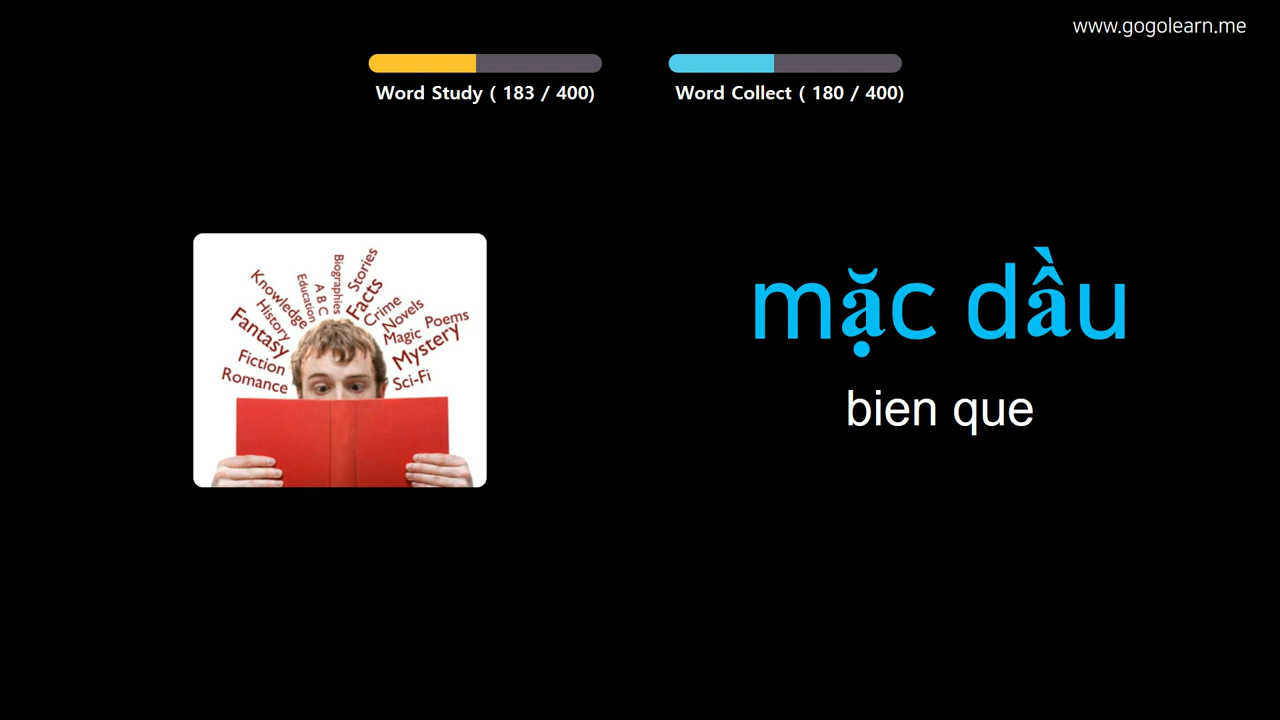 www.gogolearn.me
Word Study ( 183 / 400)
Word Collect ( 180 / 400)
Stories
Biographies
Facts
A B C
Education
Knowledge
History
Fantasy
Fiction
Romance
Crime
Novels
Magic
Poems
Mystery
Sci-Fi
mặc dầu
bien que